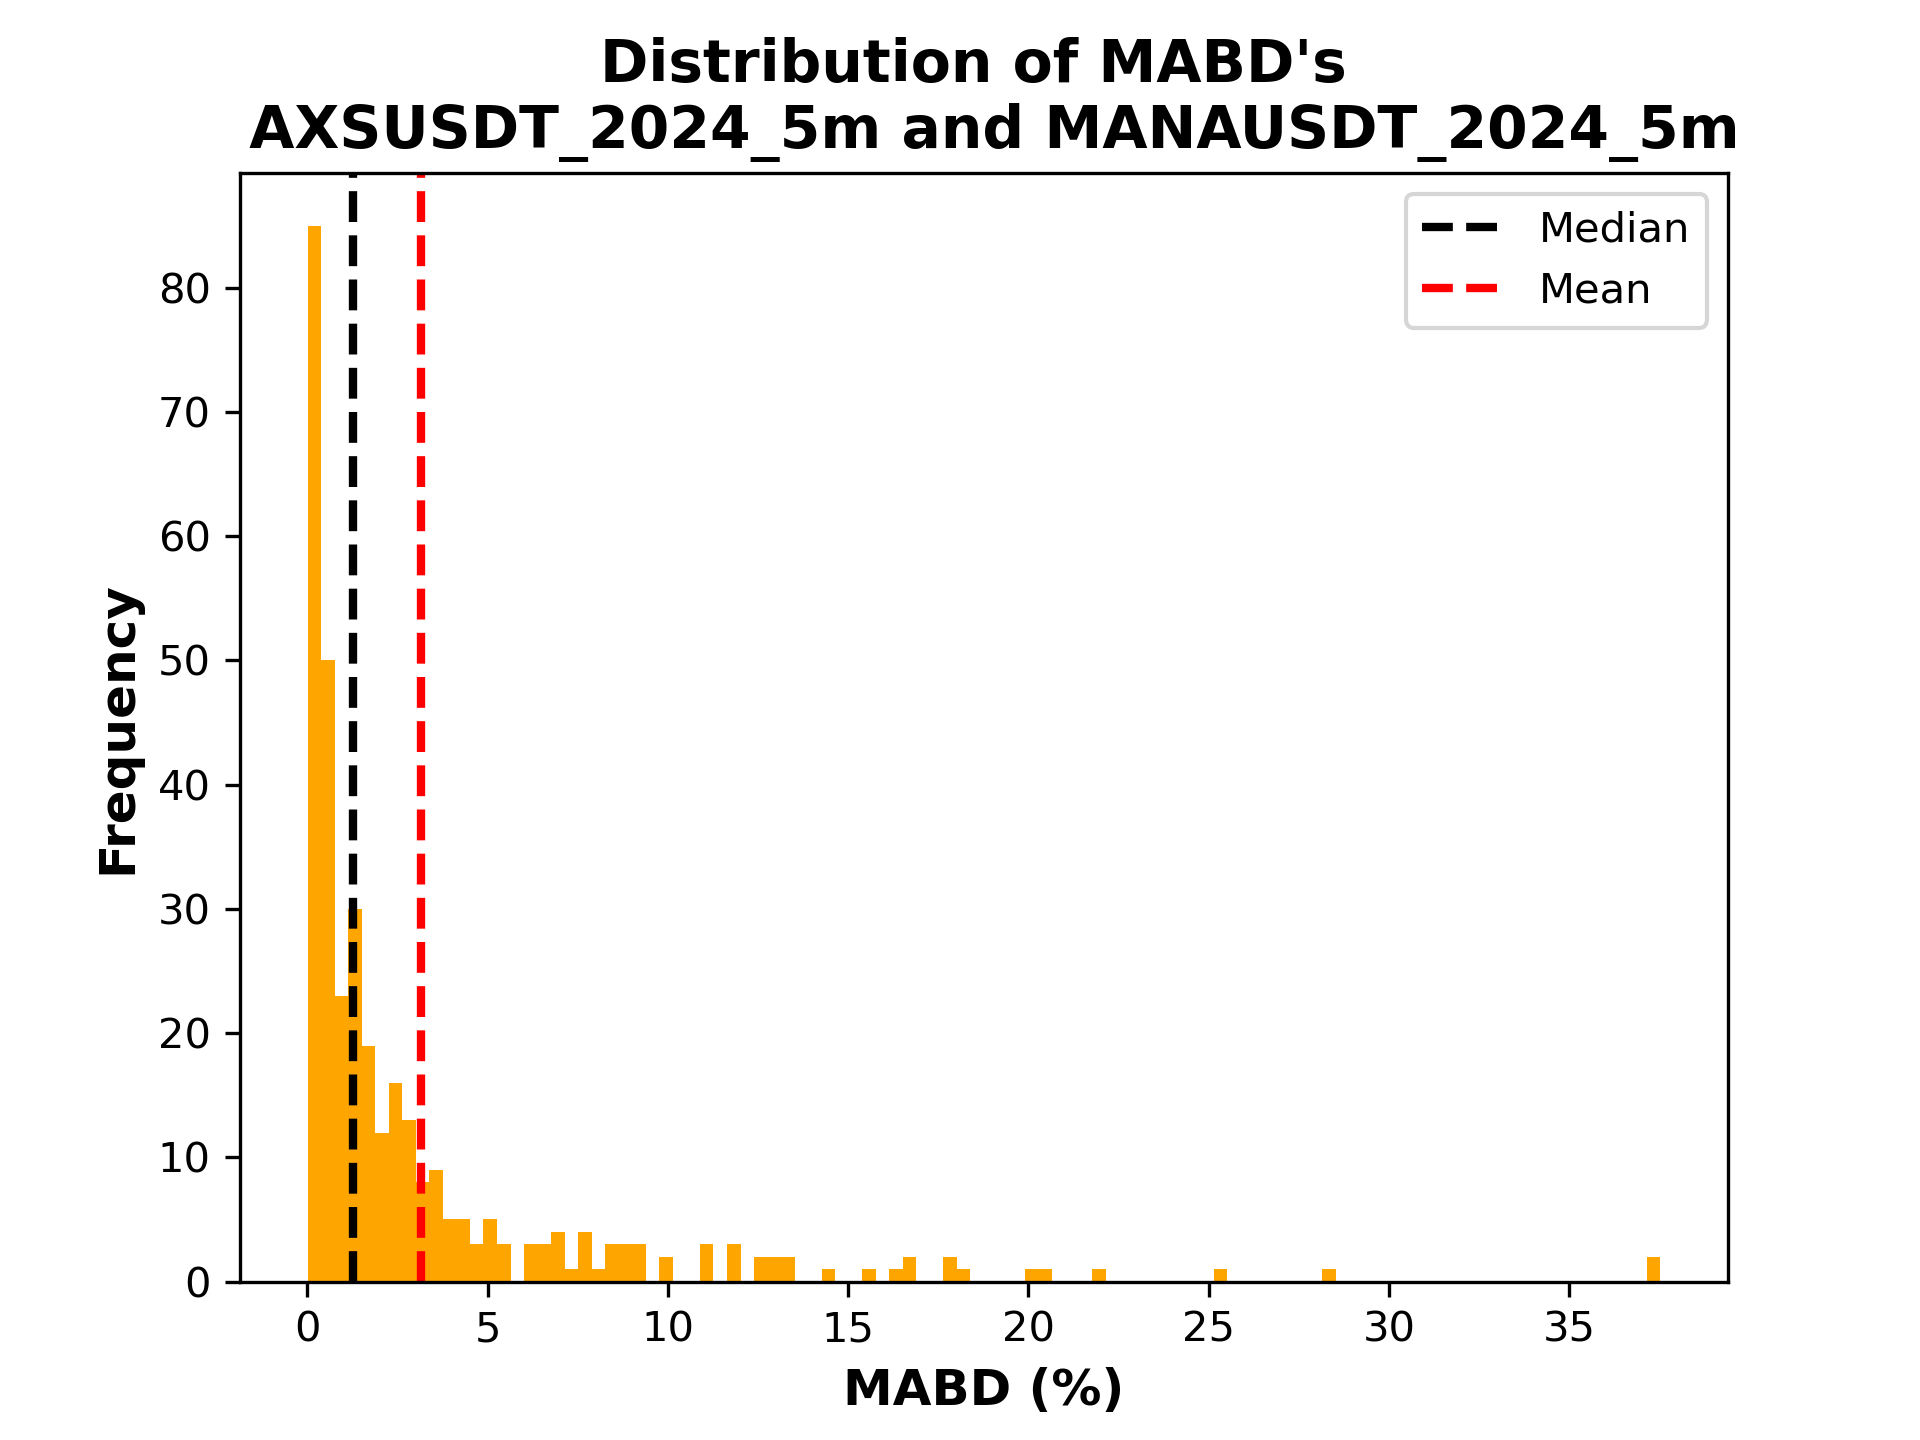 Distribution of MABD's
AXSUSDT_2024_5m and MANAUSDT_2024_5m
Median
Mean
80
70
60
50
40
30
20
10
0
Frequency
0 5 10 15 20 25 30 35
MABD (%)